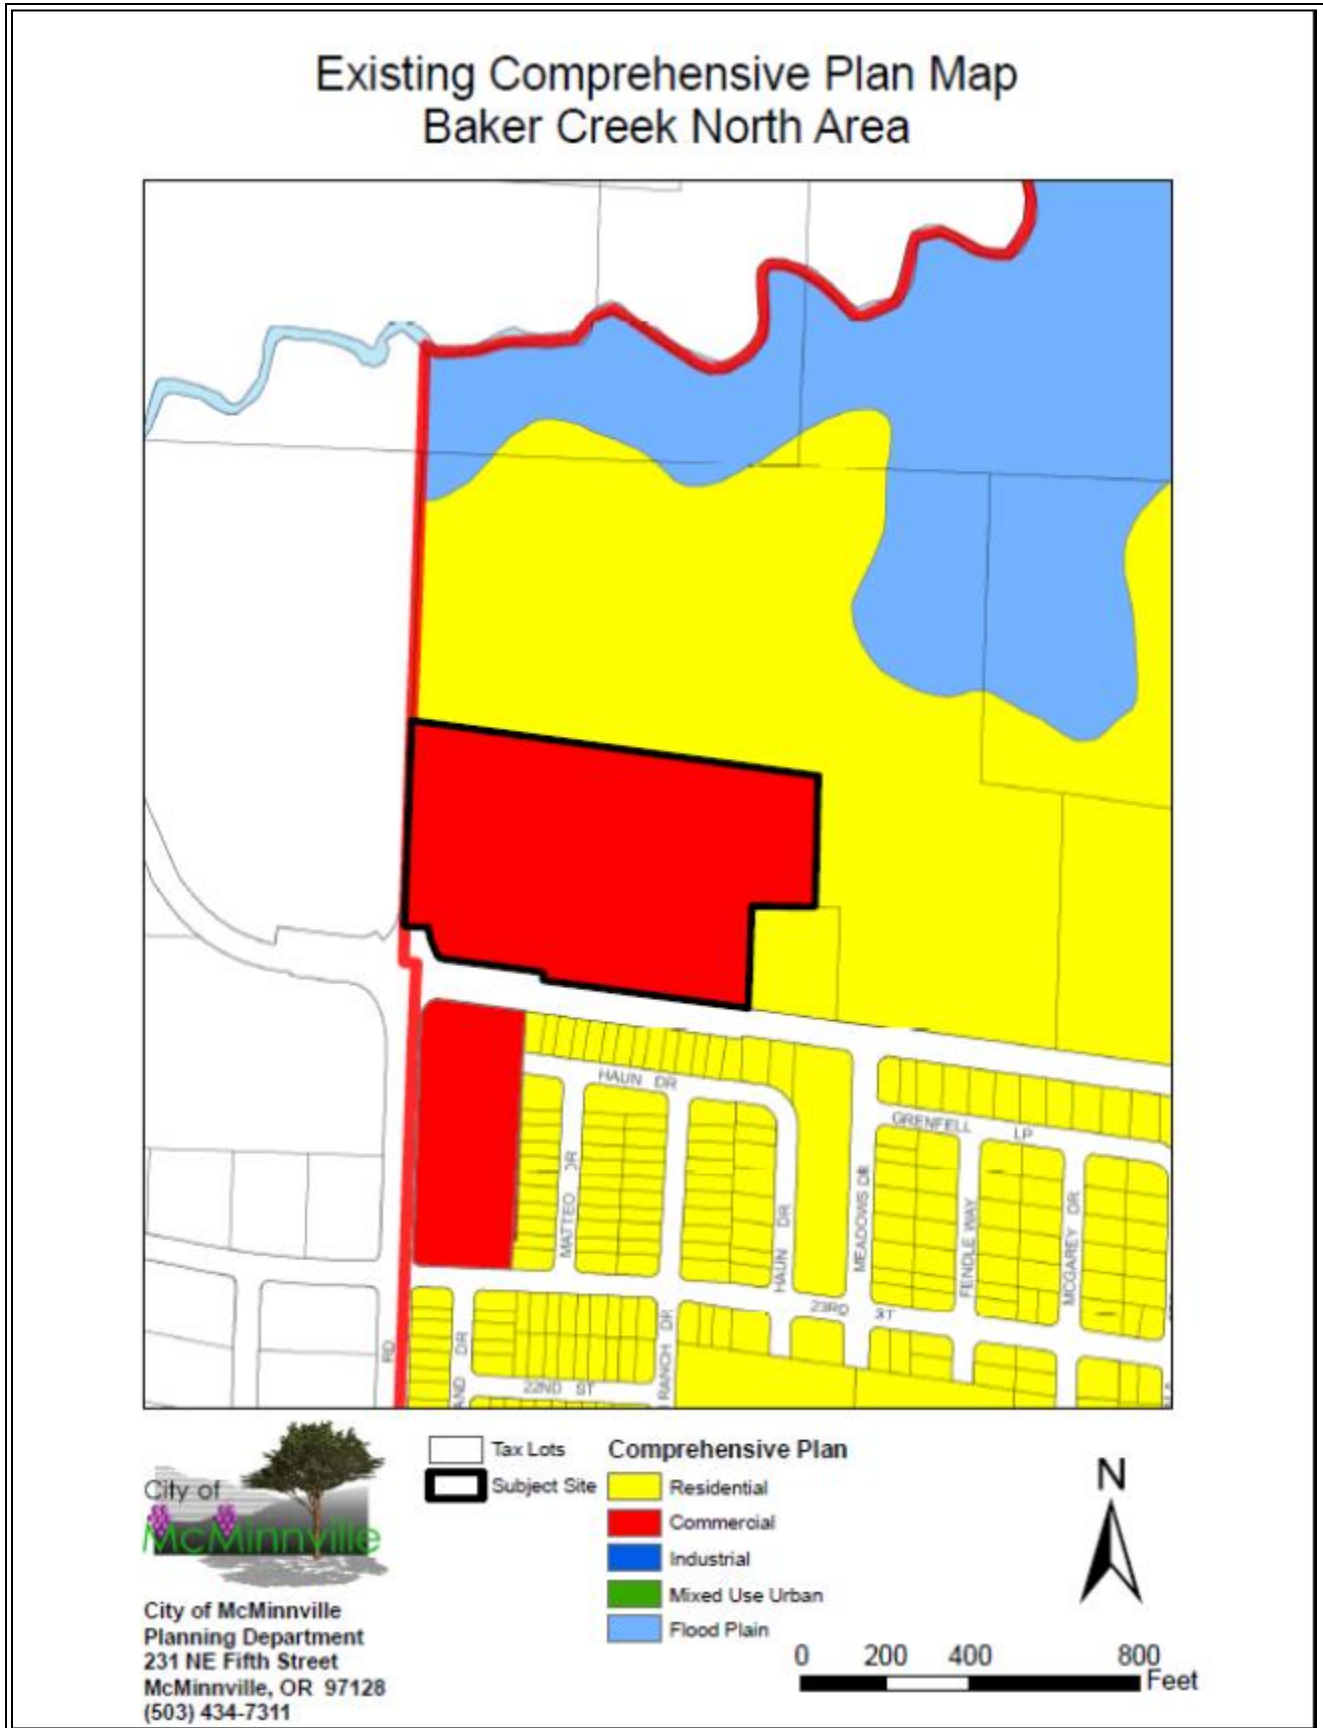 Existing Comprehensive Plan Map
Baker Creek North Area
HAUN DR
GRENFELL LP
MATTEO DR
HAUN DR
MEADOWS DR
FENDLE WAY
MCGAREY DR
23RD ST
RD
AND DR
RANCH DR
22ND ST
City of
McMinnville
City of McMinnville
Planning Department
231 NE Fifth Street
McMinnville, OR 97128
(503) 434-7311
Tax Lots
Subject Site
Comprehensive Plan
Residential
Commercial
Industrial
Mixed Use Urban
Flood Plain
N
0 200 400 800
Feet